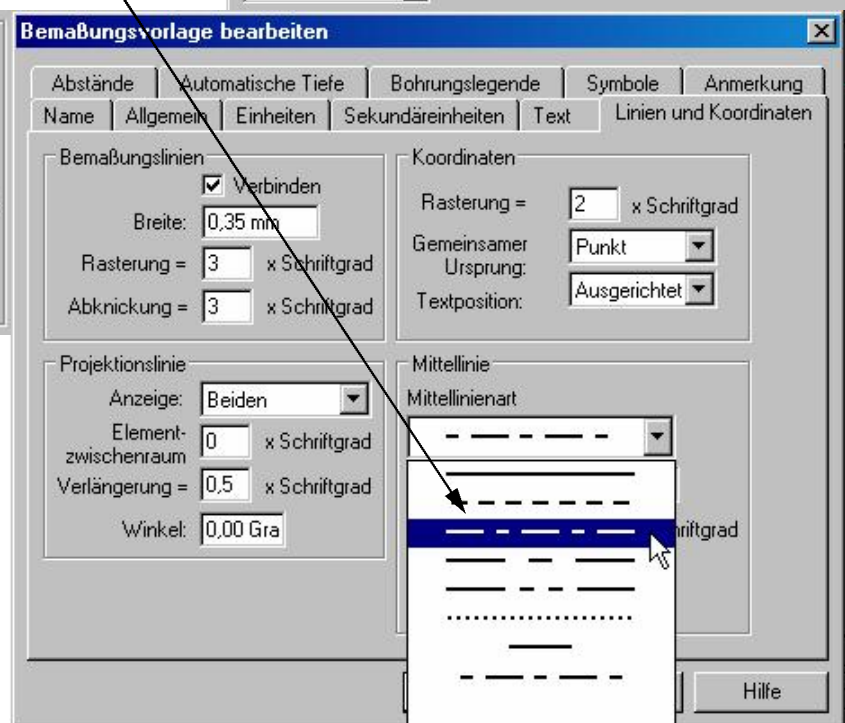 Bemaßungsvorlage bearbeiten
Abstände Automatische Tiefe Bohrungslegende Symbole Anmerkung
Name Allgemein Einheiten Sekundäreinheiten Text Linien und Koordinaten
Bemaßungslinien
Verbinden
Breite: 0,35 mm
Rasterung = 3 x Schriftgrad
Abknickung = 3 x Schriftgrad
Koordinaten
Rasterung = 2 x Schriftgrad
Gemeinsamer
Ursprung: Punkt
Textposition: Ausgerichtet
Projektionslinie
Anzeige: Beiden
Element-
zwischenraum 0 x Schriftgrad
Verlängerung = 0,5 x Schriftgrad
Winkel: 0,00 Gra
Mittellinie
Mittellinienart
hriftgrad
Hilfe